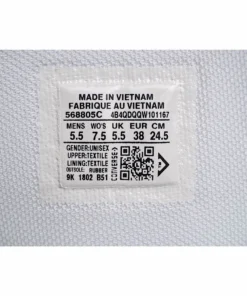 MADE IN VIETNAM
FABRIQUE AU VIETNAM
568805C 4B4QDQQW101167
MENS WO'S UK EUR CM
5.5 7.5 5.5 38 24.5
GENDER:UNISEX
UPPER:TEXTILE
LINING:TEXTILE
OUTSOLE: RUBBER
9K 1802 B51
CONVERSE